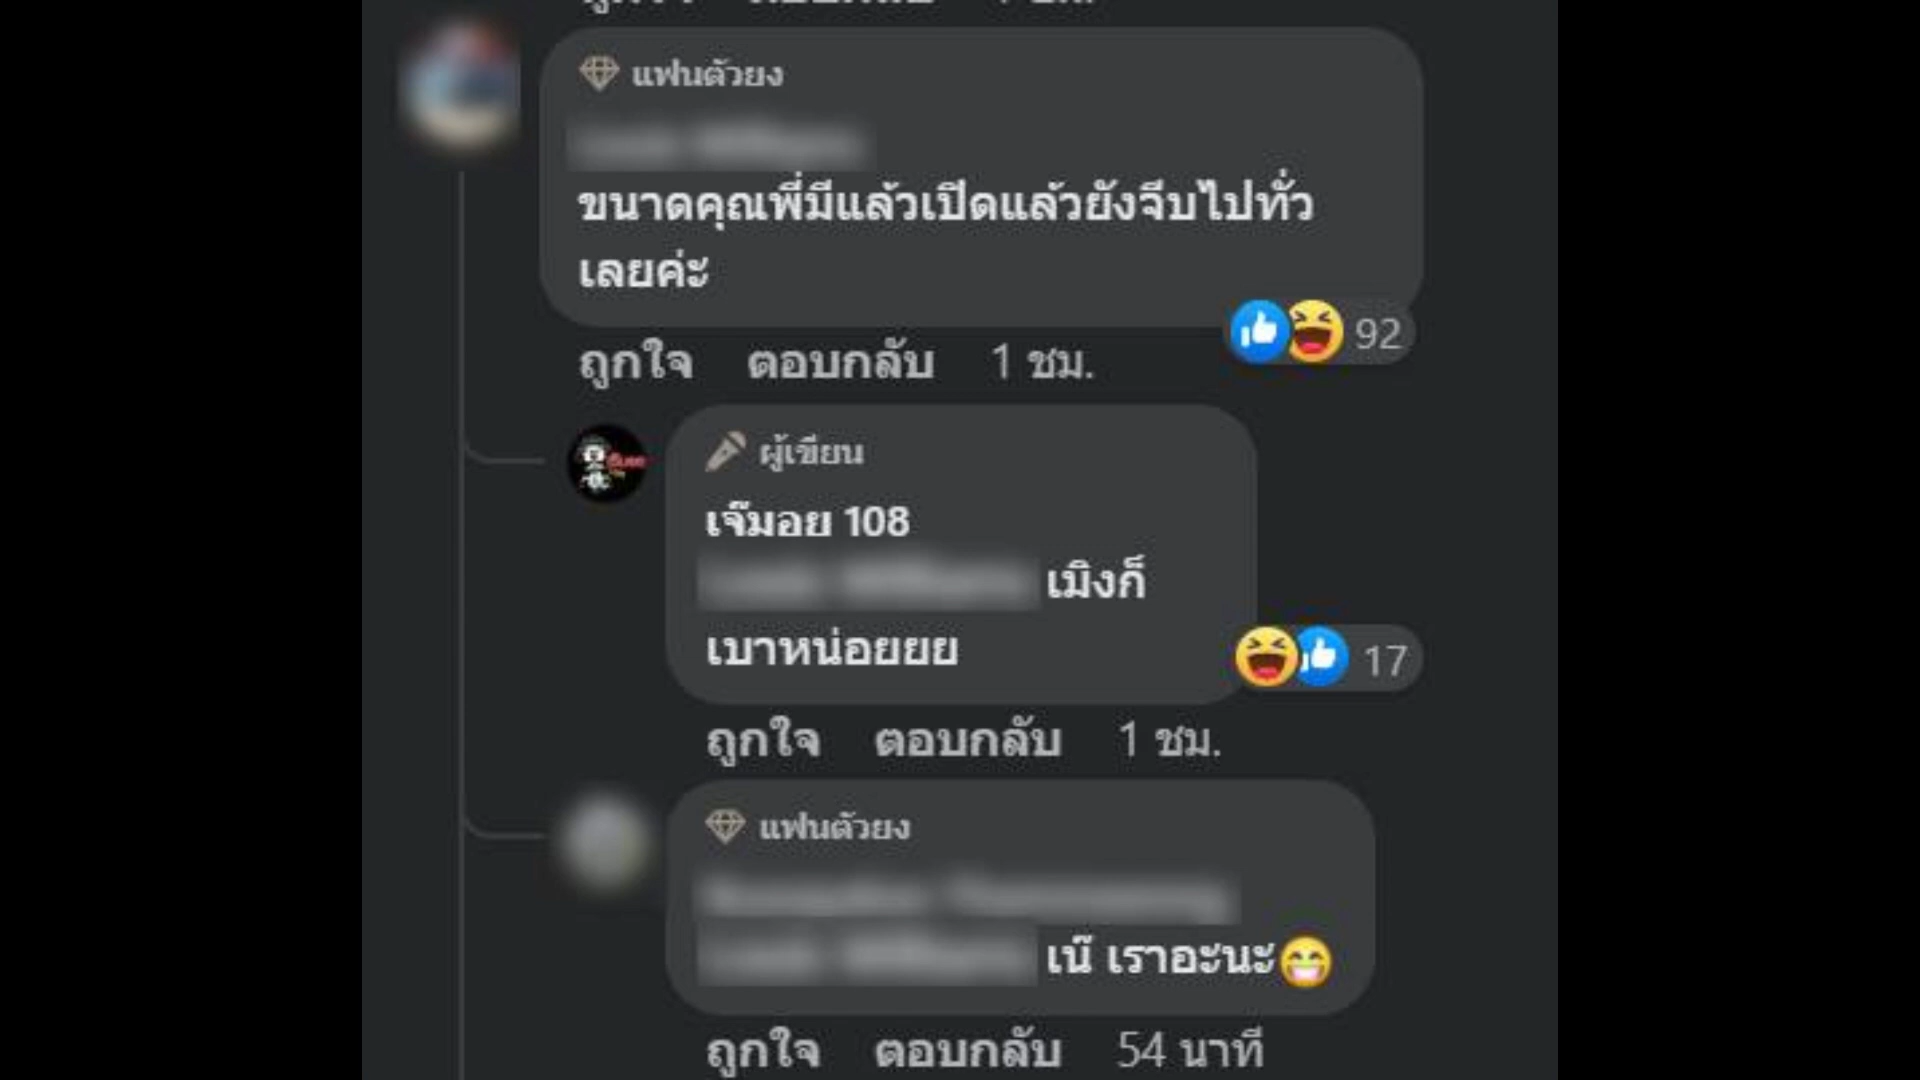 แฟนตัวยง
ขนาดคุณพี่มีแล้วเปิดแล้วยังจีบไปทั่ว
เลยค่ะ
92
ถูกใจ ตอบกลับ 1 ชม.
ผู้เขียน
เจ๊มอย 108
เมิงก็
เบาหน่อยยย
17
ถูกใจ ตอบกลับ 1 ชม.
แฟนตัวยง
เน๊ เราอะนะ😁
ถูกใจ ตอบกลับ 54 นาที